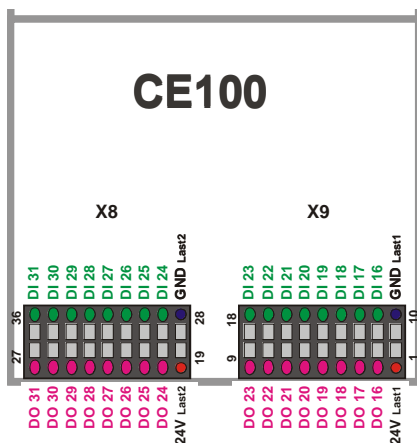 CE100
X8 X9
DI 31 DI 30 DI 29 DI 28 DI 27 DI 26 DI 25 DI 24 GND Last2
DI 23 DI 22 DI 21 DI 20 DI 19 DI 18 DI 17 DI 16 GND Last1
36 28 18 10
27 19 9 1
DO 31 DO 30 DO 29 DO 28 DO 27 DO 26 DO 25 DO 24 24V Last2
DO 23 DO 22 DO 21 DO 20 DO 19 DO 18 DO 17 DO 16 24V Last1